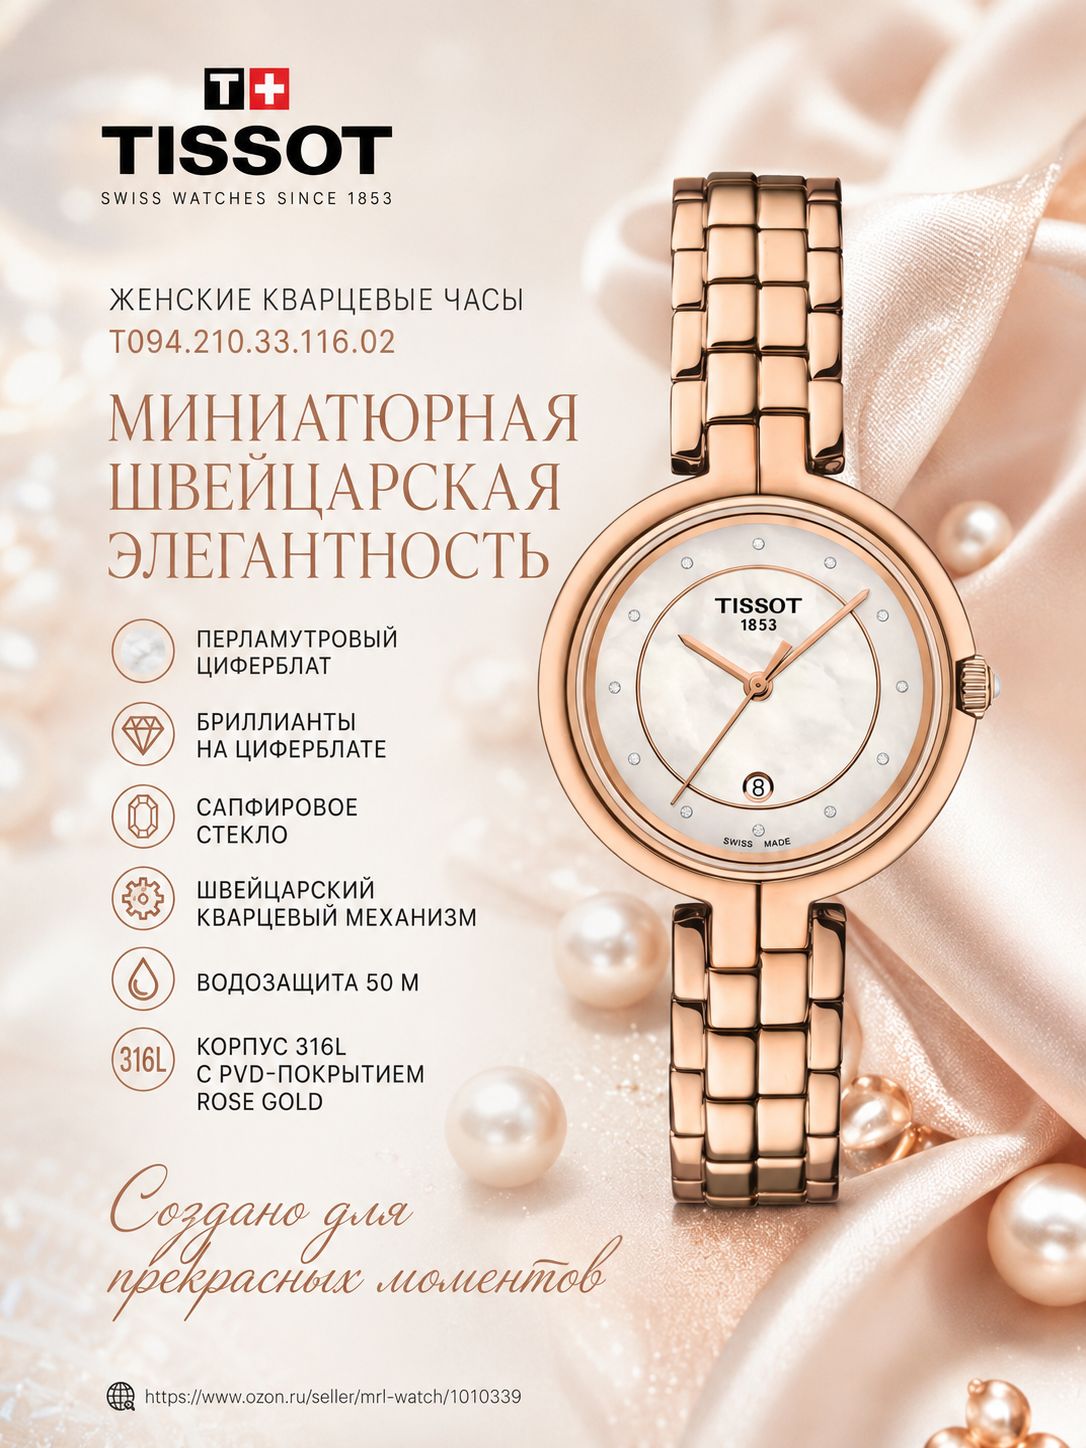 T+
TISSOT
SWISS WATCHES SINCE 1853
ЖЕНСКИЕ КВАРЦЕВЫЕ ЧАСЫ
T094.210.33.116.02
МИНИАТЮРНАЯ
ШВЕЙЦАРСКАЯ
ЭЛЕГАНТНОСТЬ
ПЕРЛАМУТРОВЫЙ
ЦИФЕРБЛАТ
БРИЛЛИАНТЫ
НА ЦИФЕРБЛАТЕ
САПФИРОВОЕ
СТЕКЛО
ШВЕЙЦАРСКИЙ
КВАРЦЕВЫЙ МЕХАНИЗМ
ВОДОЗАЩИТА 50 М
316L
КОРПУС 316L
С PVD-ПОКРЫТИЕМ
ROSE GOLD
Создано для
прекрасных моментов
https://www.ozon.ru/seller/mrl-watch/1010339
TISSOT
1853
8
SWISS MADE